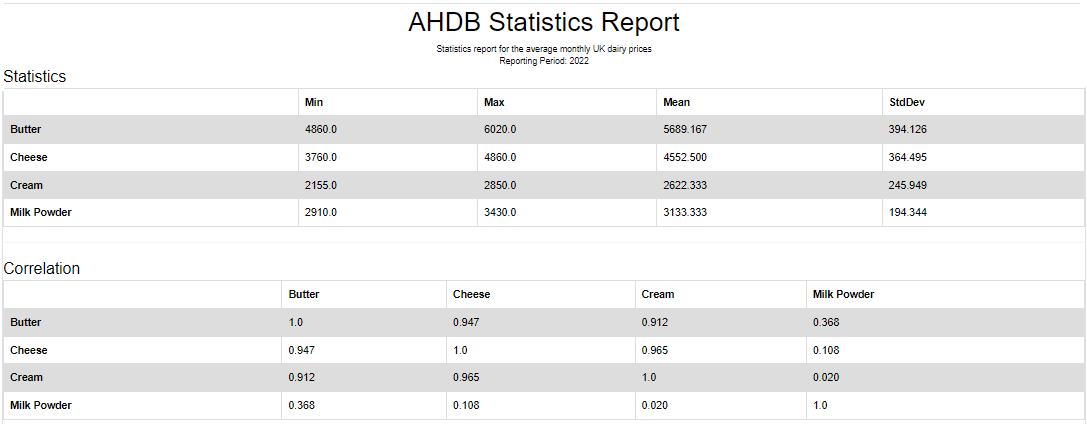 AHDB Statistics Report
Statistics report for the average monthly UK dairy prices
Reporting Period: 2022
Statistics
Min Max Mean StdDev
Butter 4860.0 6020.0 5689.167 394.126
Cheese 3760.0 4860.0 4552.500 364.495
Cream 2155.0 2850.0 2622.333 245.949
Milk Powder 2910.0 3430.0 3133.333 194.344
Correlation
Butter Cheese Cream Milk Powder
Butter 1.0 0.947 0.912 0.368
Cheese 0.947 1.0 0.965 0.108
Cream 0.912 0.965 1.0 0.020
Milk Powder 0.368 0.108 0.020 1.0